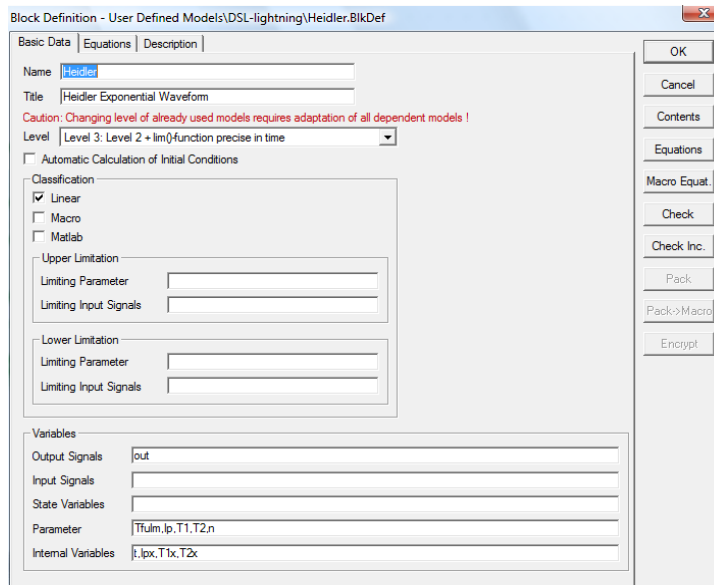 Block Definition - User Defined Models\DSL-lightning\Heidler.BlkDef
Basic Data Equations Description
OK
Name Heidler
Cancel
Title Heidler Exponential Waveform
Caution: Changing level of already used models requires adaptation of all dependent models !
Contents
Level Level 3: Level 2 + lim()-function precise in time
Equations
Automatic Calculation of Initial Conditions
Classification
Macro Equat.
Linear
Check
Macro
Matlab
Check Inc.
Upper Limitation
Pack
Limiting Parameter
Limiting Input Signals
Pack->Macro
Lower Limitation
Encrypt
Limiting Parameter
Limiting Input Signals
Variables
Output Signals out
Input Signals
State Variables
Parameter Tfulm,Ip,T1,T2,n
Internal Variables t,Ipx,T1x,T2x